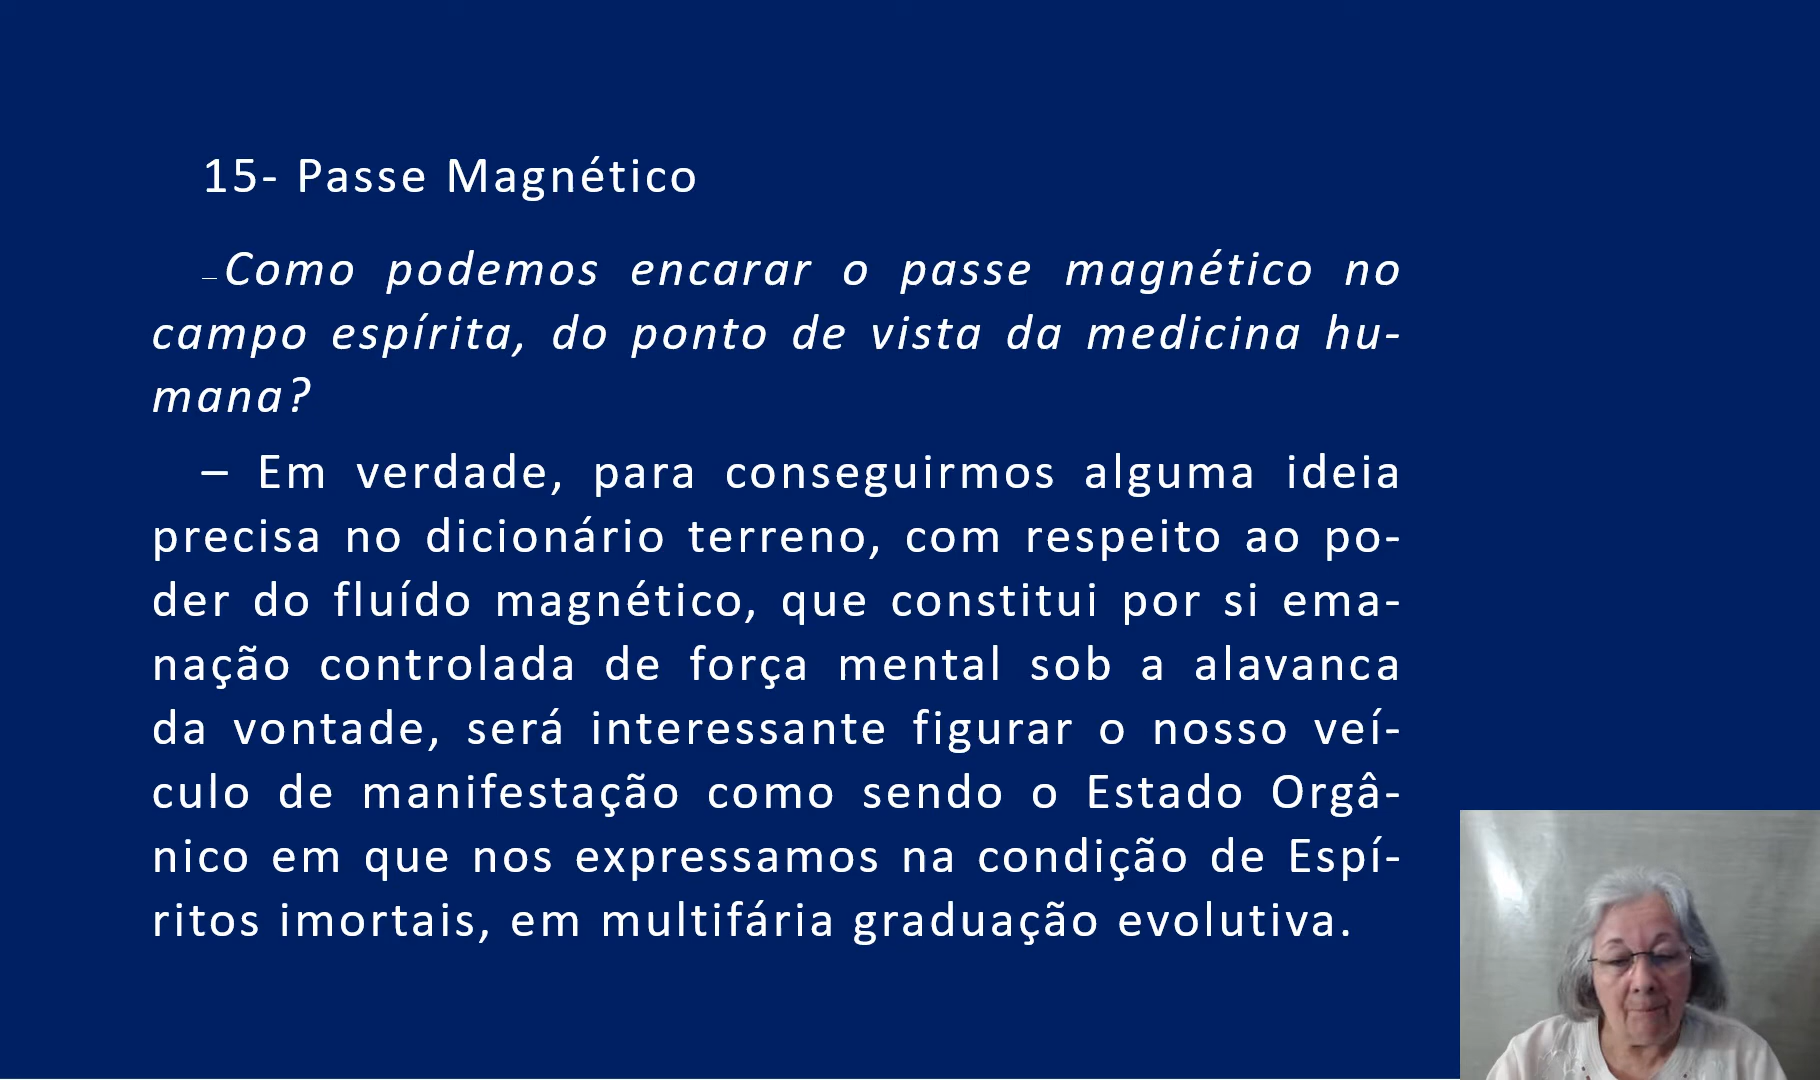 15- Passe Magnético
–Como podemos encarar o passe magnético no
campo espírita, do ponto de vista da medicina hu-
mana?
– Em verdade, para conseguirmos alguma ideia
precisa no dicionário terreno, com respeito ao po-
der do fluído magnético, que constitui por si ema-
nação controlada de força mental sob a alavanca
da vontade, será interessante figurar o nosso veí-
culo de manifestação como sendo o Estado Orgâ-
nico em que nos expressamos na condição de Espí-
ritos imortais, em multifária graduação evolutiva.